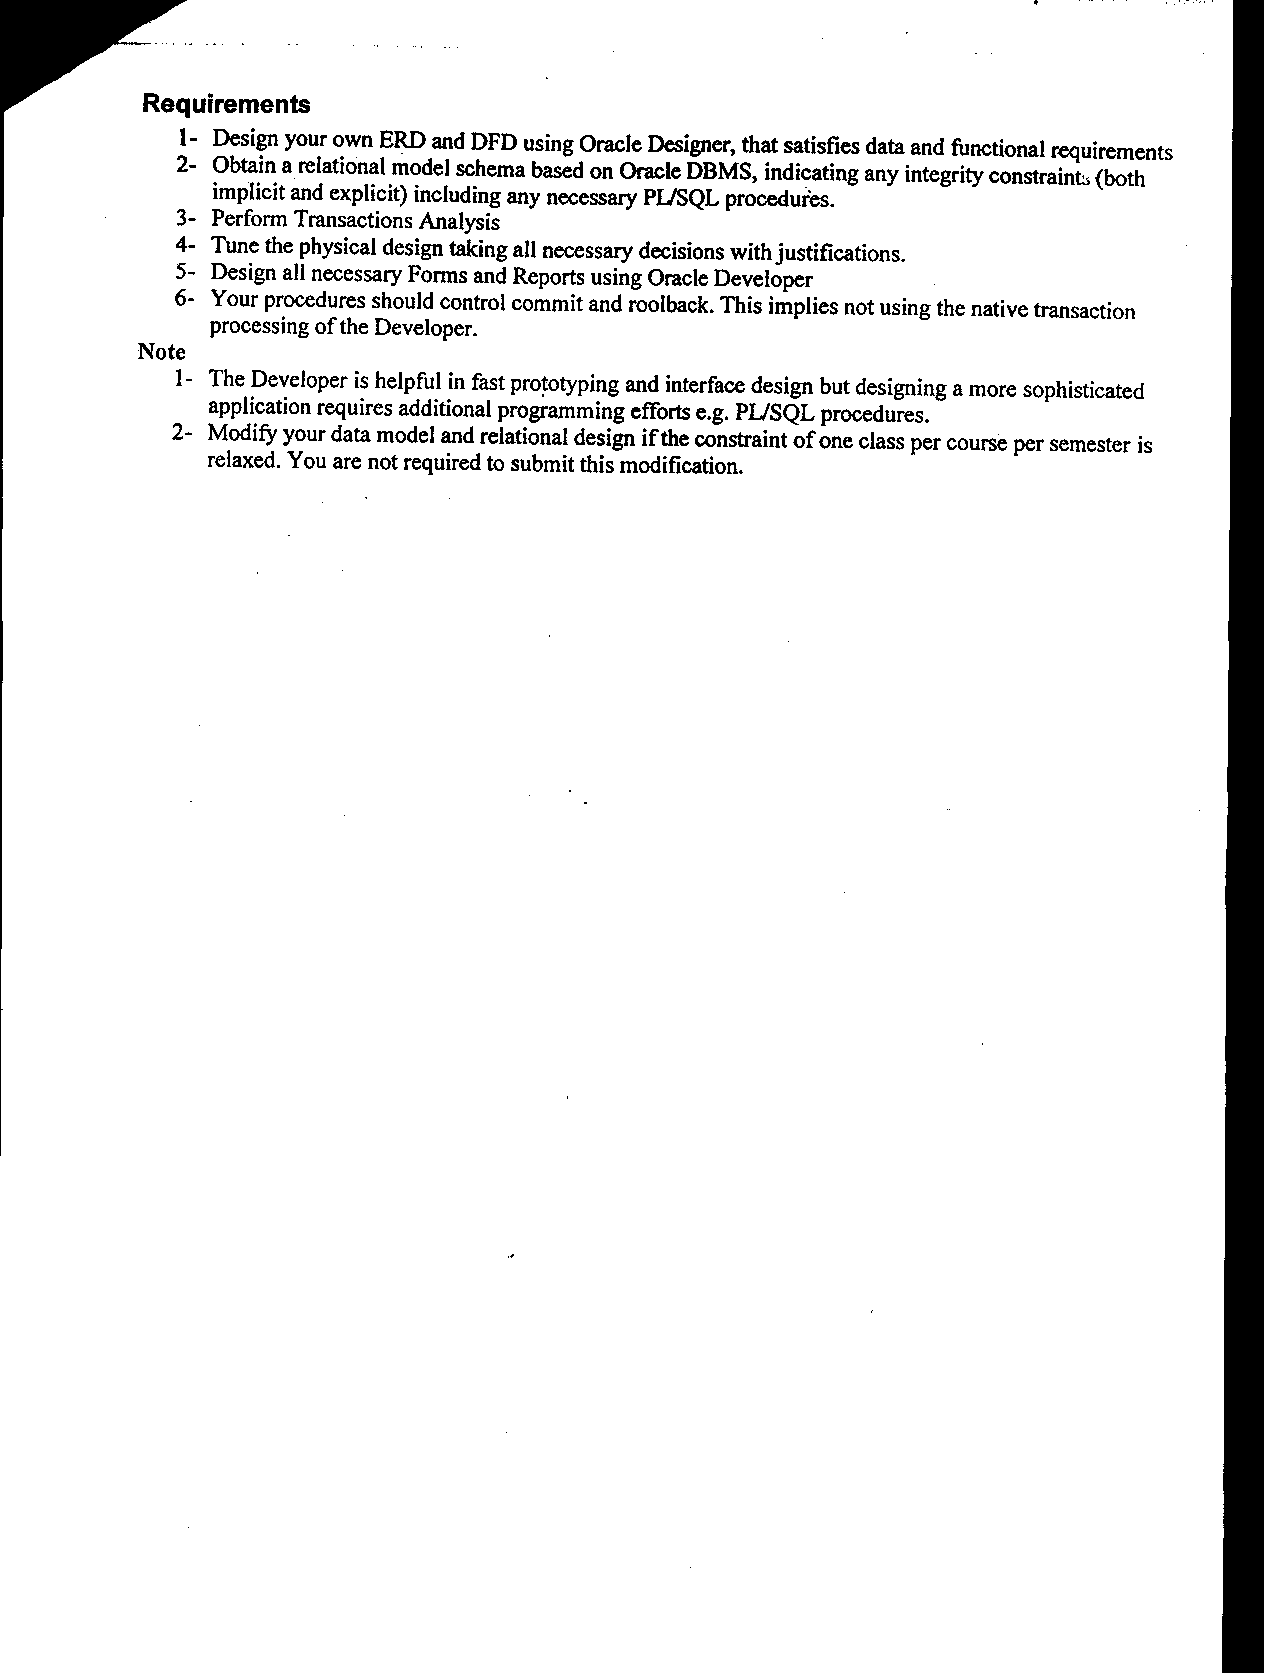 Requirements
1- Design your own ERD and DFD using Oracle Designer, that satisfies data and functional requirements
2- Obtain a relational model schema based on Oracle DBMS, indicating any integrity constraints (both
implicit and explicit) including any necessary PL/SQL procedures.
3- Perform Transactions Analysis
4- Tune the physical design taking all necessary decisions with justifications.
5- Design all necessary Forms and Reports using Oracle Developer
6- Your procedures should control commit and roolback. This implies not using the native transaction
processing of the Developer.
Note
1- The Developer is helpful in fast prototyping and interface design but designing a more sophisticated
application requires additional programming efforts e.g. PL/SQL procedures.
2- Modify your data model and relational design if the constraint of one class per course per semester is
relaxed. You are not required to submit this modification.